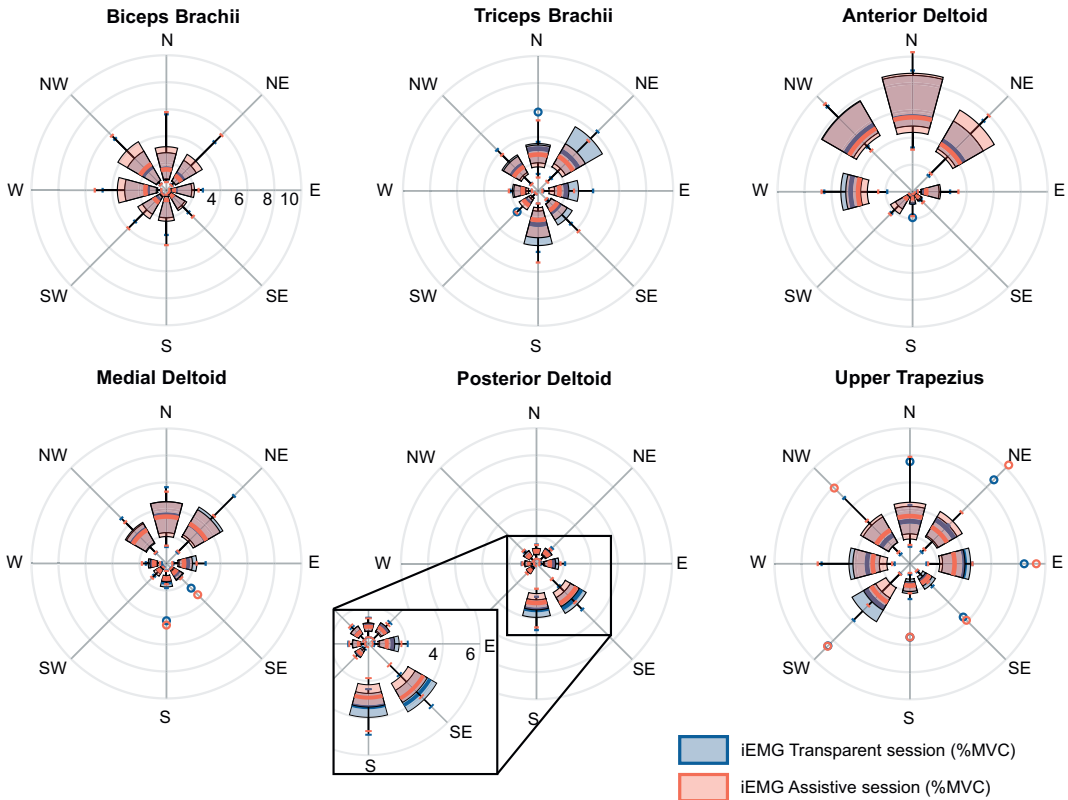 Biceps Brachii
Triceps Brachii
Anterior Deltoid
N
N
N
NW
NE
NW
NE
NW
NE
W
4 6 8 10 E
W
E
W
E
SW
SE
SW
SE
SW
SE
S
S
S
Medial Deltoid
Posterior Deltoid
Upper Trapezius
N
N
N
NW
NE
NW
NE
NW
NE
W
E
W
E
W
E
4 6 E
SW
SE
SE
SW
SE
SE
S
S
S
S
iEMG Transparent session (%MVC)
iEMG Assistive session (%MVC)